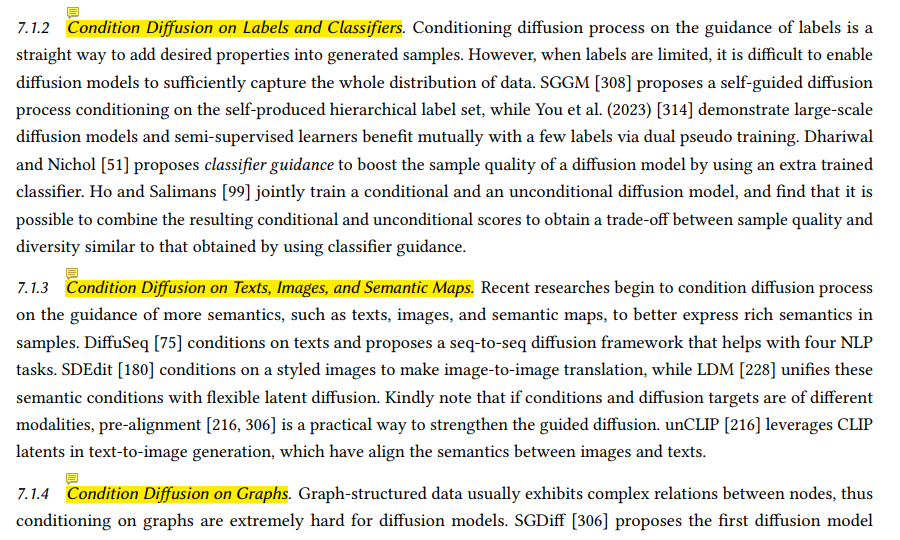 7.1.2 Condition Diffusion on Labels and Classifiers. Conditioning diffusion process on the guidance of labels is a
straight way to add desired properties into generated samples. However, when labels are limited, it is difficult to enable
diffusion models to sufficiently capture the whole distribution of data. SGGM [308] proposes a self-guided diffusion
process conditioning on the self-produced hierarchical label set, while You et al. (2023) [314] demonstrate large-scale
diffusion models and semi-supervised learners benefit mutually with a few labels via dual pseudo training. Dhariwal
and Nichol [51] proposes classifier guidance to boost the sample quality of a diffusion model by using an extra trained
classifier. Ho and Salimans [99] jointly train a conditional and an unconditional diffusion model, and find that it is
possible to combine the resulting conditional and unconditional scores to obtain a trade-off between sample quality and
diversity similar to that obtained by using classifier guidance.
7.1.3 Condition Diffusion on Texts, Images, and Semantic Maps. Recent researches begin to condition diffusion process
on the guidance of more semantics, such as texts, images, and semantic maps, to better express rich semantics in
samples. DiffuSeq [75] conditions on texts and proposes a seq-to-seq diffusion framework that helps with four NLP
tasks. SDEdit [180] conditions on a styled images to make image-to-image translation, while LDM [228] unifies these
semantic conditions with flexible latent diffusion. Kindly note that if conditions and diffusion targets are of different
modalities, pre-alignment [216, 306] is a practical way to strengthen the guided diffusion. unCLIP [216] leverages CLIP
latents in text-to-image generation, which have align the semantics between images and texts.
7.1.4 Condition Diffusion on Graphs. Graph-structured data usually exhibits complex relations between nodes, thus
conditioning on graphs are extremely hard for diffusion models. SGDiff [306] proposes the first diffusion model